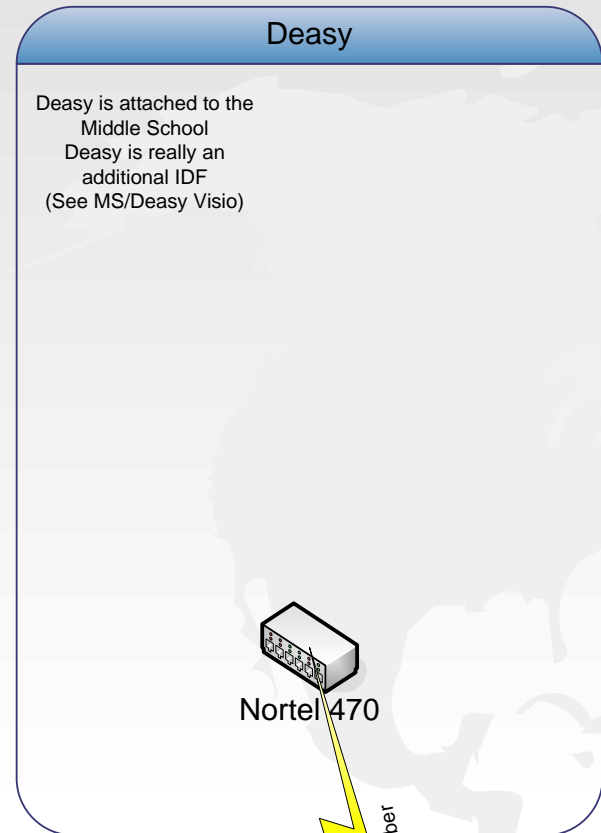 Deasy
Deasy is attached to the
Middle School
Deasy is really an
additional IDF
(See MS/Deasy Visio)
Nortel 470